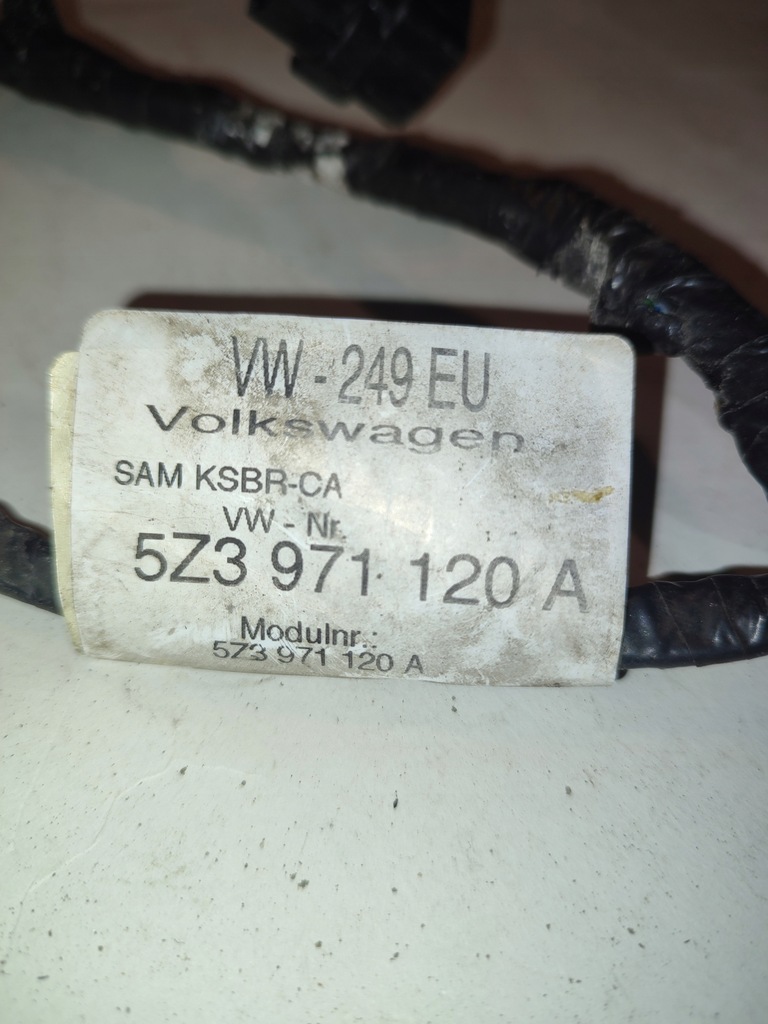 VW - 249 EU
Volkswagen
SAM KSBR-CA
VW - Nr.
5Z3 971 120 A
Modulnr.:
5Z3 971 120 A